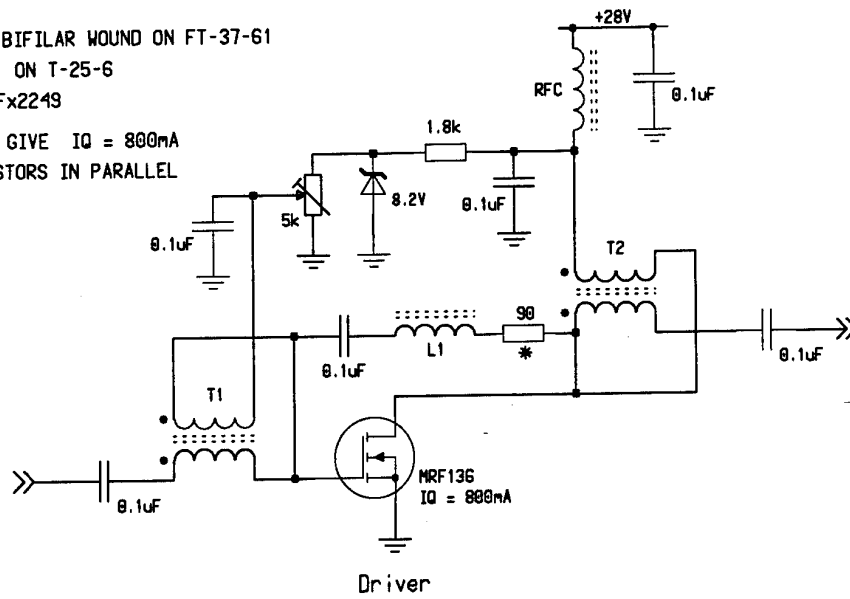 +28V
BIFILAR WOUND ON FT-37-61
ON T-25-6
Fx2249
RFC
0.1uF
GIVE IQ = 800mA
STORS IN PARALLEL
1.8k
5k
8.2V
0.1uF
0.1uF
T2
90
*
L1
0.1uF
0.1uF
T1
MRF136
IQ = 800mA
0.1uF
Driver